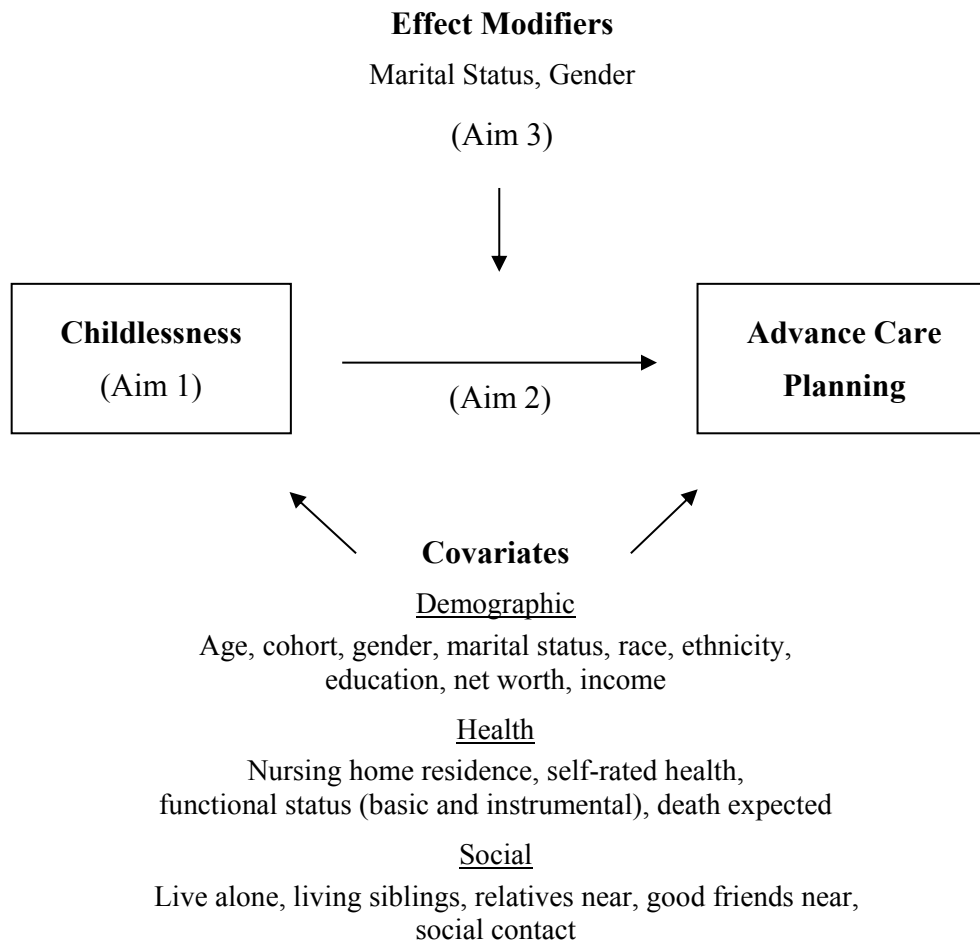 Effect Modifiers
Marital Status, Gender
(Aim 3)
Childlessness
(Aim 1)
(Aim 2)
Advance Care
Planning
Covariates
Demographic
Age, cohort, gender, marital status, race, ethnicity,
education, net worth, income
Health
Nursing home residence, self-rated health,
functional status (basic and instrumental), death expected
Social
Live alone, living siblings, relatives near, good friends near,
social contact